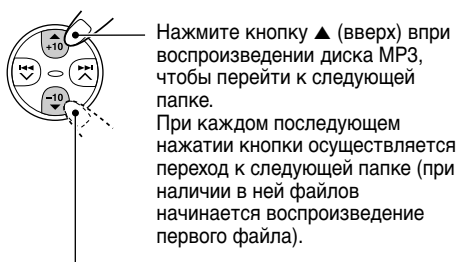 Нажмите кнопку ▲ (вверх) впри
воспроизведении диска MP3,
чтобы перейти к следующей
папке.
При каждом последующем
нажатии кнопки осуществляется
переход к следующей папке (при
наличии в ней файлов
начинается воспроизведение
первого файла).
+10
–10